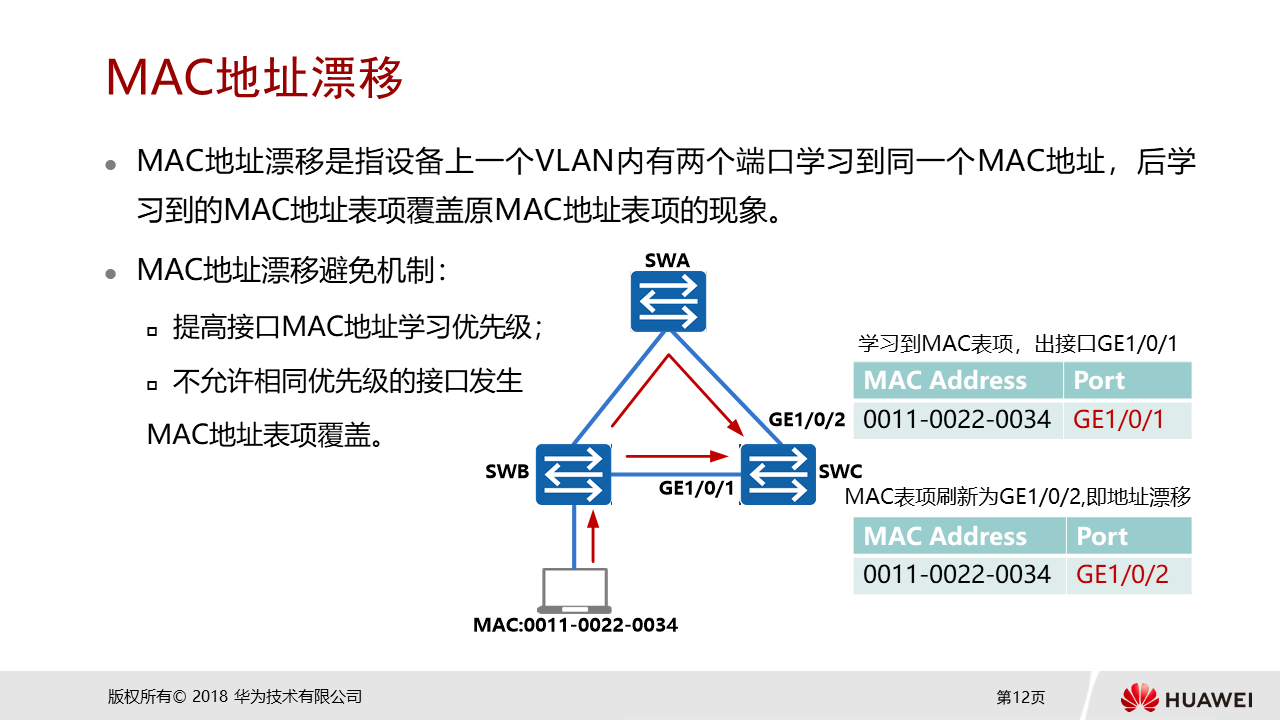 MAC地址漂移
MAC地址漂移是指设备上一个VLAN内有两个端口学习到同一个MAC地址，后学
习到的MAC地址表项覆盖原MAC地址表项的现象。
MAC地址漂移避免机制：
提高接口MAC地址学习优先级；
不允许相同优先级的接口发生
MAC地址表项覆盖。
SWA
GE1/0/2
SWB
GE1/0/1
SWC
MAC:0011-0022-0034
学习到MAC表项，出接口GE1/0/1
MAC Address Port
0011-0022-0034 GE1/0/1
MAC表项刷新为GE1/0/2,即地址漂移
MAC Address Port
0011-0022-0034 GE1/0/2
版权所有© 2018 华为技术有限公司
第12页
HUAWEI